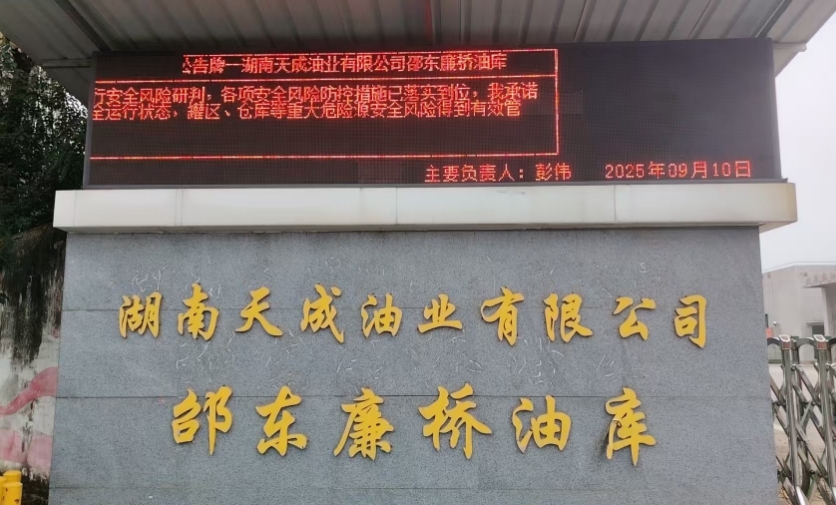 公告牌—湖南天成油业有限公司邵东廉桥油库
行安全风险研判，各项安全风险防控措施已落实到位，我承诺
全运行状态，罐区、仓库等重大危险源安全风险得到有效管
主要负责人：彭伟 2025年09月10日
湖南天成油业有限公司
邵东廉桥油库